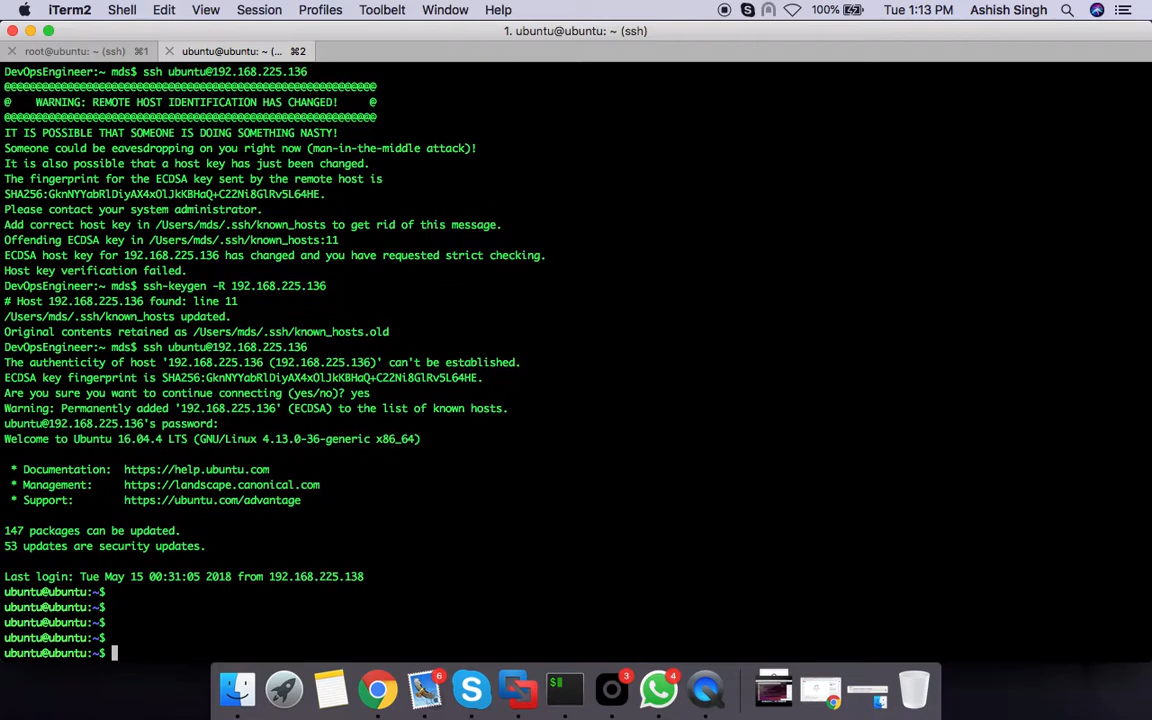 iTerm2 Shell Edit View Session Profiles Toolbelt Window Help 100% Tue 1:13 PM Ashish Singh
1. ubuntu@ubuntu: ~ (ssh)
root@ubuntu: ~ (ssh) ⌘1 ubuntu@ubuntu: ~ (... ⌘2
DevOpsEngineer:~ mds$ ssh ubuntu@192.168.225.136
@@@@@@@@@@@@@@@@@@@@@@@@@@@@@@@@@@@@@@@@@@@@@@@@@@@@@@@@@@@
@    WARNING: REMOTE HOST IDENTIFICATION HAS CHANGED!     @
@@@@@@@@@@@@@@@@@@@@@@@@@@@@@@@@@@@@@@@@@@@@@@@@@@@@@@@@@@@
IT IS POSSIBLE THAT SOMEONE IS DOING SOMETHING NASTY!
Someone could be eavesdropping on you right now (man-in-the-middle attack)!
It is also possible that a host key has just been changed.
The fingerprint for the ECDSA key sent by the remote host is
SHA256:GknNYYabRlDiyAX4xOlJkKBHaQ+C22Ni8GlRv5L64HE.
Please contact your system administrator.
Add correct host key in /Users/mds/.ssh/known_hosts to get rid of this message.
Offending ECDSA key in /Users/mds/.ssh/known_hosts:11
ECDSA host key for 192.168.225.136 has changed and you have requested strict checking.
Host key verification failed.
DevOpsEngineer:~ mds$ ssh-keygen -R 192.168.225.136
# Host 192.168.225.136 found: line 11
/Users/mds/.ssh/known_hosts updated.
Original contents retained as /Users/mds/.ssh/known_hosts.old
DevOpsEngineer:~ mds$ ssh ubuntu@192.168.225.136
The authenticity of host '192.168.225.136 (192.168.225.136)' can't be established.
ECDSA key fingerprint is SHA256:GknNYYabRlDiyAX4xOlJkKBHaQ+C22Ni8GlRv5L64HE.
Are you sure you want to continue connecting (yes/no)? yes
Warning: Permanently added '192.168.225.136' (ECDSA) to the list of known hosts.
ubuntu@192.168.225.136's password:
Welcome to Ubuntu 16.04.4 LTS (GNU/Linux 4.13.0-36-generic x86_64)
* Documentation:  https://help.ubuntu.com
* Management:     https://landscape.canonical.com
* Support:        https://ubuntu.com/advantage
147 packages can be updated.
53 updates are security updates.
Last login: Tue May 15 00:31:05 2018 from 192.168.225.138
ubuntu@ubuntu:~$
ubuntu@ubuntu:~$
ubuntu@ubuntu:~$
ubuntu@ubuntu:~$
ubuntu@ubuntu:~$
6 $ 3 4